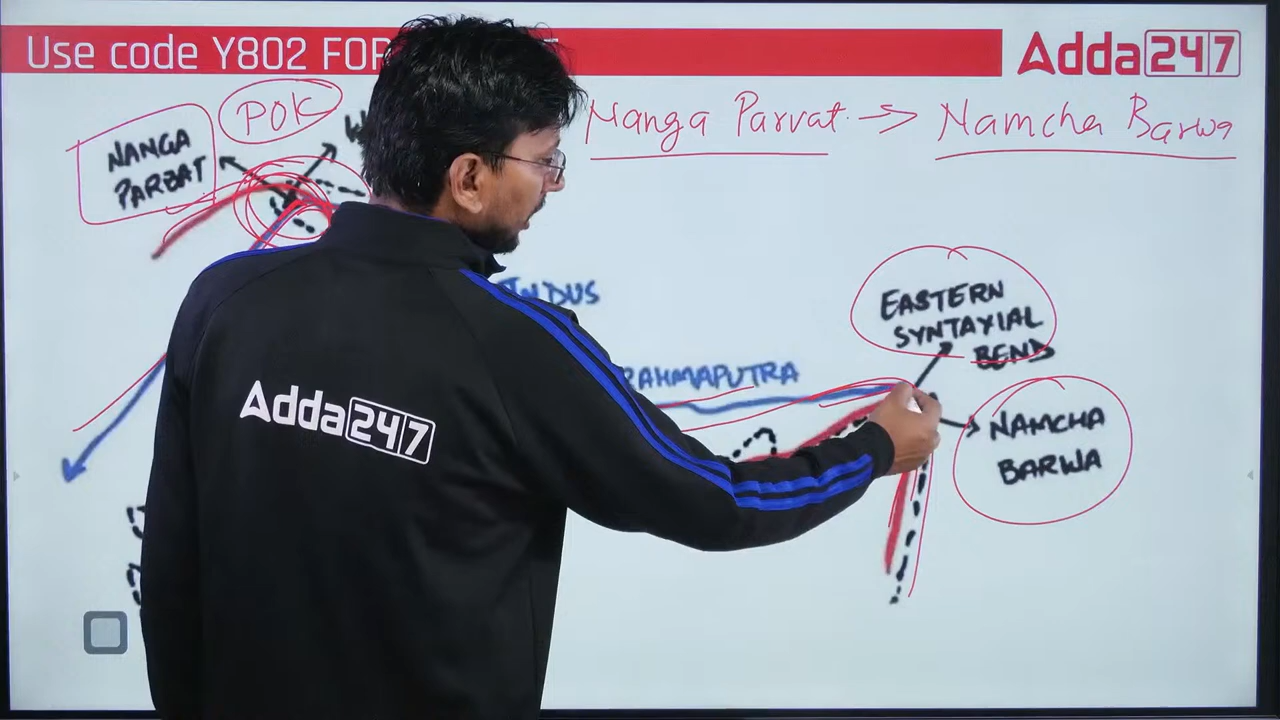 Use code Y802 FOR
Adda247
POK
Nanga Parvat → Namcha Barwa
NANGA
PARBAT
EASTERN
SYNTAXIAL
BEND
INDUS
RAHMAPUTRA
NAMCHA
BARWA
Adda247